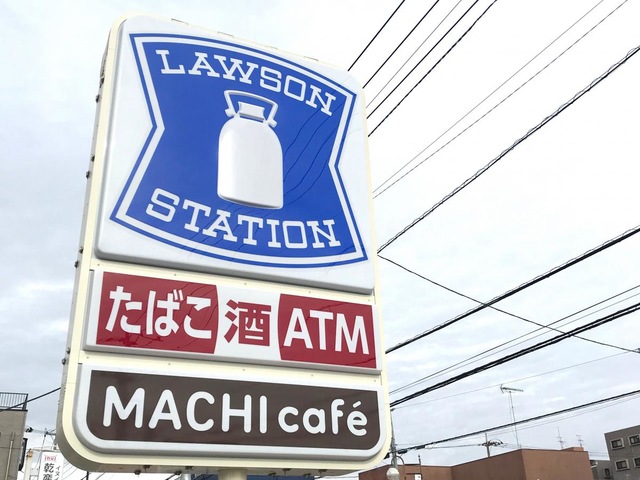 LAWSON
STATION
たばこ 酒 ATM
MACHI café